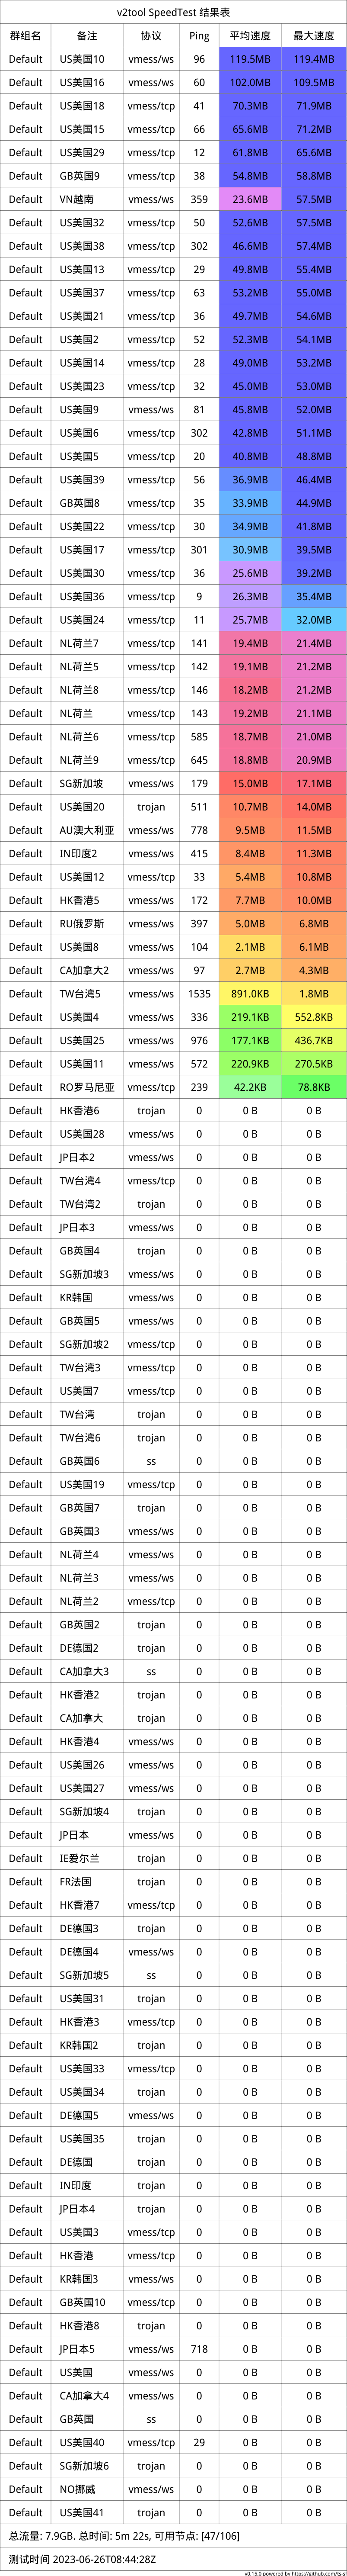 v2tool SpeedTest 结果表
群组名 备注 协议 Ping 平均速度 最大速度
Default US美国10 vmess/ws 96 119.5MB 119.4MB
Default US美国16 vmess/ws 60 102.0MB 109.5MB
Default US美国18 vmess/tcp 41 70.3MB 71.9MB
Default US美国15 vmess/tcp 66 65.6MB 71.2MB
Default US美国29 vmess/tcp 12 61.8MB 65.6MB
Default GB英国9 vmess/tcp 38 54.8MB 58.8MB
Default VN越南 vmess/ws 359 23.6MB 57.5MB
Default US美国32 vmess/tcp 50 52.6MB 57.5MB
Default US美国38 vmess/tcp 302 46.6MB 57.4MB
Default US美国13 vmess/tcp 29 49.8MB 55.4MB
Default US美国37 vmess/tcp 63 53.2MB 55.0MB
Default US美国21 vmess/tcp 36 49.7MB 54.6MB
Default US美国2 vmess/tcp 52 52.3MB 54.1MB
Default US美国14 vmess/tcp 28 49.0MB 53.2MB
Default US美国23 vmess/tcp 32 45.0MB 53.0MB
Default US美国9 vmess/ws 81 45.8MB 52.0MB
Default US美国6 vmess/tcp 302 42.8MB 51.1MB
Default US美国5 vmess/tcp 20 40.8MB 48.8MB
Default US美国39 vmess/tcp 56 36.9MB 46.4MB
Default GB英国8 vmess/tcp 35 33.9MB 44.9MB
Default US美国22 vmess/tcp 30 34.9MB 41.8MB
Default US美国17 vmess/tcp 301 30.9MB 39.5MB
Default US美国30 vmess/tcp 36 25.6MB 39.2MB
Default US美国36 vmess/ws 9 26.3MB 35.4MB
Default US美国24 vmess/tcp 11 25.7MB 32.0MB
Default NL荷兰7 vmess/tcp 141 19.4MB 21.4MB
Default NL荷兰5 vmess/tcp 142 19.1MB 21.2MB
Default NL荷兰8 vmess/tcp 146 18.2MB 21.2MB
Default NL荷兰 vmess/tcp 143 19.2MB 21.1MB
Default NL荷兰6 vmess/tcp 585 18.7MB 21.0MB
Default NL荷兰9 vmess/tcp 645 18.8MB 20.9MB
Default SG新加坡 vmess/ws 179 15.0MB 17.1MB
Default US美国20 trojan 511 10.7MB 14.0MB
Default AU澳大利亚 vmess/ws 778 9.5MB 11.5MB
Default IN印度2 vmess/ws 415 8.4MB 11.3MB
Default US美国12 vmess/tcp 33 5.4MB 10.8MB
Default HK香港5 vmess/ws 172 7.7MB 10.0MB
Default RU俄罗斯 vmess/ws 397 5.0MB 6.8MB
Default US美国8 vmess/ws 104 2.1MB 6.1MB
Default CA加拿大2 vmess/ws 97 2.7MB 4.3MB
Default TW台湾5 vmess/ws 1535 891.0KB 1.8MB
Default US美国4 vmess/ws 336 219.1KB 552.8KB
Default US美国25 vmess/ws 976 177.1KB 436.7KB
Default US美国11 vmess/ws 572 220.9KB 270.5KB
Default RO罗马尼亚 vmess/tcp 239 42.2KB 78.8KB
Default HK香港6 trojan 0 0 B 0 B
Default US美国28 vmess/ws 0 0 B 0 B
Default JP日本2 vmess/ws 0 0 B 0 B
Default TW台湾4 vmess/tcp 0 0 B 0 B
Default TW台湾2 trojan 0 0 B 0 B
Default JP日本3 vmess/ws 0 0 B 0 B
Default GB英国4 trojan 0 0 B 0 B
Default SG新加坡3 vmess/ws 0 0 B 0 B
Default KR韩国 vmess/ws 0 0 B 0 B
Default GB英国5 vmess/ws 0 0 B 0 B
Default SG新加坡2 vmess/tcp 0 0 B 0 B
Default TW台湾3 vmess/tcp 0 0 B 0 B
Default US美国7 vmess/tcp 0 0 B 0 B
Default TW台湾 trojan 0 0 B 0 B
Default TW台湾6 trojan 0 0 B 0 B
Default GB英国6 ss 0 0 B 0 B
Default US美国19 vmess/tcp 0 0 B 0 B
Default GB英国7 trojan 0 0 B 0 B
Default GB英国3 vmess/ws 0 0 B 0 B
Default NL荷兰4 vmess/ws 0 0 B 0 B
Default NL荷兰3 vmess/ws 0 0 B 0 B
Default NL荷兰2 vmess/tcp 0 0 B 0 B
Default GB英国2 trojan 0 0 B 0 B
Default DE德国2 trojan 0 0 B 0 B
Default CA加拿大3 ss 0 0 B 0 B
Default HK香港2 trojan 0 0 B 0 B
Default CA加拿大 trojan 0 0 B 0 B
Default HK香港4 vmess/ws 0 0 B 0 B
Default US美国26 vmess/ws 0 0 B 0 B
Default US美国27 vmess/ws 0 0 B 0 B
Default SG新加坡4 trojan 0 0 B 0 B
Default JP日本 vmess/ws 0 0 B 0 B
Default IE爱尔兰 trojan 0 0 B 0 B
Default FR法国 trojan 0 0 B 0 B
Default HK香港7 vmess/tcp 0 0 B 0 B
Default DE德国3 trojan 0 0 B 0 B
Default DE德国4 vmess/ws 0 0 B 0 B
Default SG新加坡5 ss 0 0 B 0 B
Default US美国31 trojan 0 0 B 0 B
Default HK香港3 vmess/tcp 0 0 B 0 B
Default KR韩国2 trojan 0 0 B 0 B
Default US美国33 vmess/tcp 0 0 B 0 B
Default US美国34 trojan 0 0 B 0 B
Default DE德国5 vmess/ws 0 0 B 0 B
Default US美国35 trojan 0 0 B 0 B
Default DE德国 trojan 0 0 B 0 B
Default IN印度 trojan 0 0 B 0 B
Default JP日本4 trojan 0 0 B 0 B
Default US美国3 vmess/tcp 0 0 B 0 B
Default HK香港 vmess/tcp 0 0 B 0 B
Default KR韩国3 vmess/ws 0 0 B 0 B
Default GB英国10 vmess/tcp 0 0 B 0 B
Default HK香港8 trojan 0 0 B 0 B
Default JP日本5 vmess/ws 718 0 B 0 B
Default US美国 vmess/ws 0 0 B 0 B
Default CA加拿大4 vmess/ws 0 0 B 0 B
Default GB英国 ss 0 0 B 0 B
Default US美国40 vmess/tcp 29 0 B 0 B
Default SG新加坡6 trojan 0 0 B 0 B
Default NO挪威 vmess/ws 0 0 B 0 B
Default US美国41 trojan 0 0 B 0 B
总流量: 7.9GB. 总时间: 5m 22s, 可用节点: [47/106]
测试时间 2023-06-26T08:44:28Z
v0.15.0 powered by